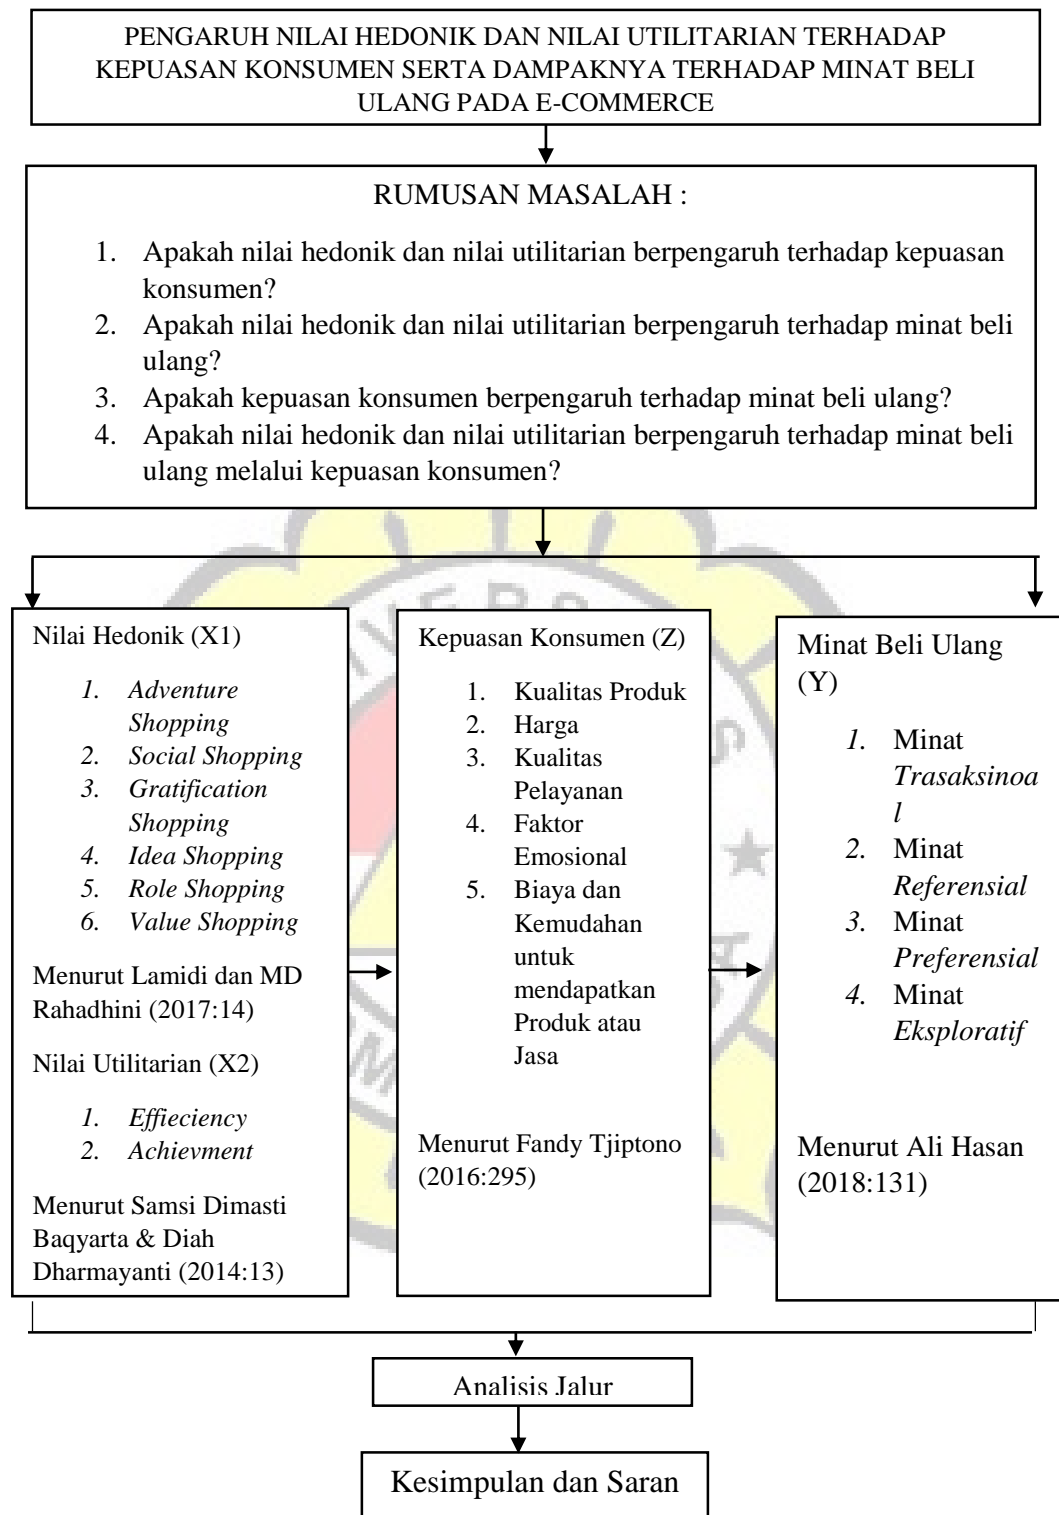 PENGARUH NILAI HEDONIK DAN NILAI UTILITARIAN TERHADAP
KEPUASAN KONSUMEN SERTA DAMPAKNYA TERHADAP MINAT BELI
ULANG PADA E-COMMERCE
RUMUSAN MASALAH :
1. Apakah nilai hedonik dan nilai utilitarian berpengaruh terhadap kepuasan
konsumen?
2. Apakah nilai hedonik dan nilai utilitarian berpengaruh terhadap minat beli
ulang?
3. Apakah kepuasan konsumen berpengaruh terhadap minat beli ulang?
4. Apakah nilai hedonik dan nilai utilitarian berpengaruh terhadap minat beli
ulang melalui kepuasan konsumen?
Nilai Hedonik (X1)
1. Adventure
Shopping
2. Social Shopping
3. Gratification
Shopping
4. Idea Shopping
5. Role Shopping
6. Value Shopping
Menurut Lamidi dan MD
Rahadhini (2017:14)
Nilai Utilitarian (X2)
1. Effieciency
2. Achievment
Menurut Samsi Dimasti
Baqyarta & Diah
Dharmayanti (2014:13)
Kepuasan Konsumen (Z)
1. Kualitas Produk
2. Harga
3. Kualitas
Pelayanan
4. Faktor
Emosional
5. Biaya dan
Kemudahan
untuk
mendapatkan
Produk atau
Jasa
Menurut Fandy Tjiptono
(2016:295)
Minat Beli Ulang
(Y)
1. Minat
Trasaksinoa
l
2. Minat
Referensial
3. Minat
Preferensial
4. Minat
Eksploratif
Menurut Ali Hasan
(2018:131)
Analisis Jalur
Kesimpulan dan Saran